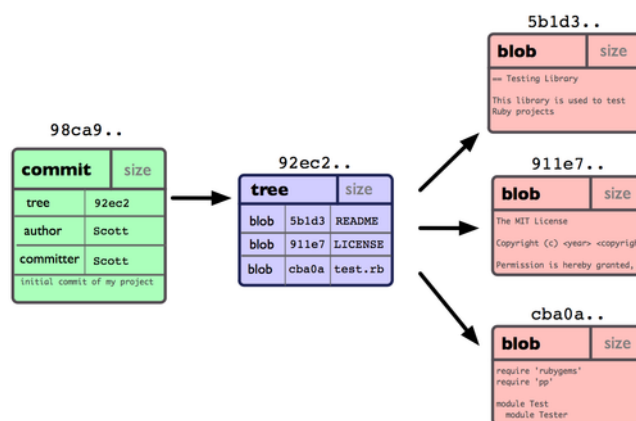 98ca9..
commit size
tree 92ec2
author Scott
committer Scott
initial commit of my project
92ec2..
tree size
blob 5b1d3 README
blob 911e7 LICENSE
blob cba0a test.rb
5b1d3..
blob size
== Testing Library
This library is used to test
Ruby projects
911e7..
blob size
The MIT License
Copyright (c) <year> <copyrigh
Permission is hereby granted,
cba0a..
blob size
require 'rubygems'
require 'pp'
module Test
module Tester